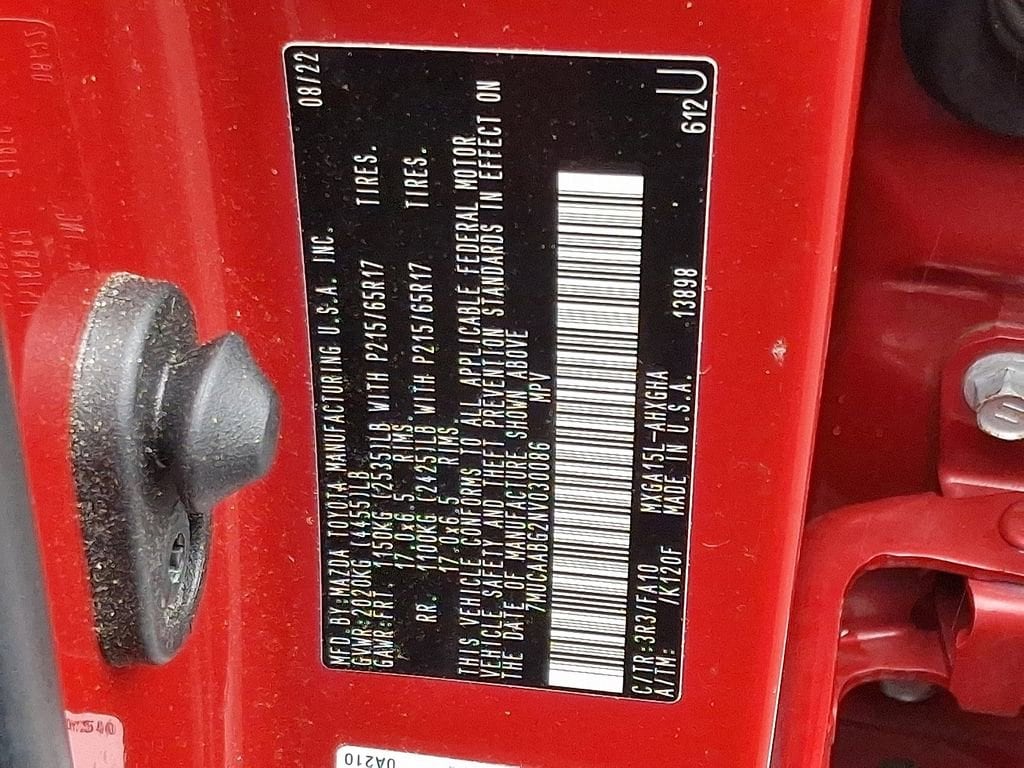 MFD.BY:MAZDA TOYOTA MANUFACTURING U.S.A. INC. 08/22
GVWR:2020KG (4455)LB
GAWR:FRT. 1150KG(2535)LB WITH P215/65R17 TIRES.
17.0x6.5 RIMS.
RR. 1100KG (2425)LB WITH P215/65R17 TIRES.
17.0x6.5 RIMS.
THIS VEHICLE CONFORMS TO ALL APPLICABLE FEDERAL MOTOR
VEHICLE SAFETY AND THEFT PREVENTION STANDARDS IN EFFECT ON
THE DATE OF MANUFACTURE SHOWN ABOVE
7MUCAABG2NV031086 MPV
C/TR:3R3/FA10 MXGA15L-AHXGHA
A/TM: /K120F MADE IN U.S.A. 13898 612 U
0A210